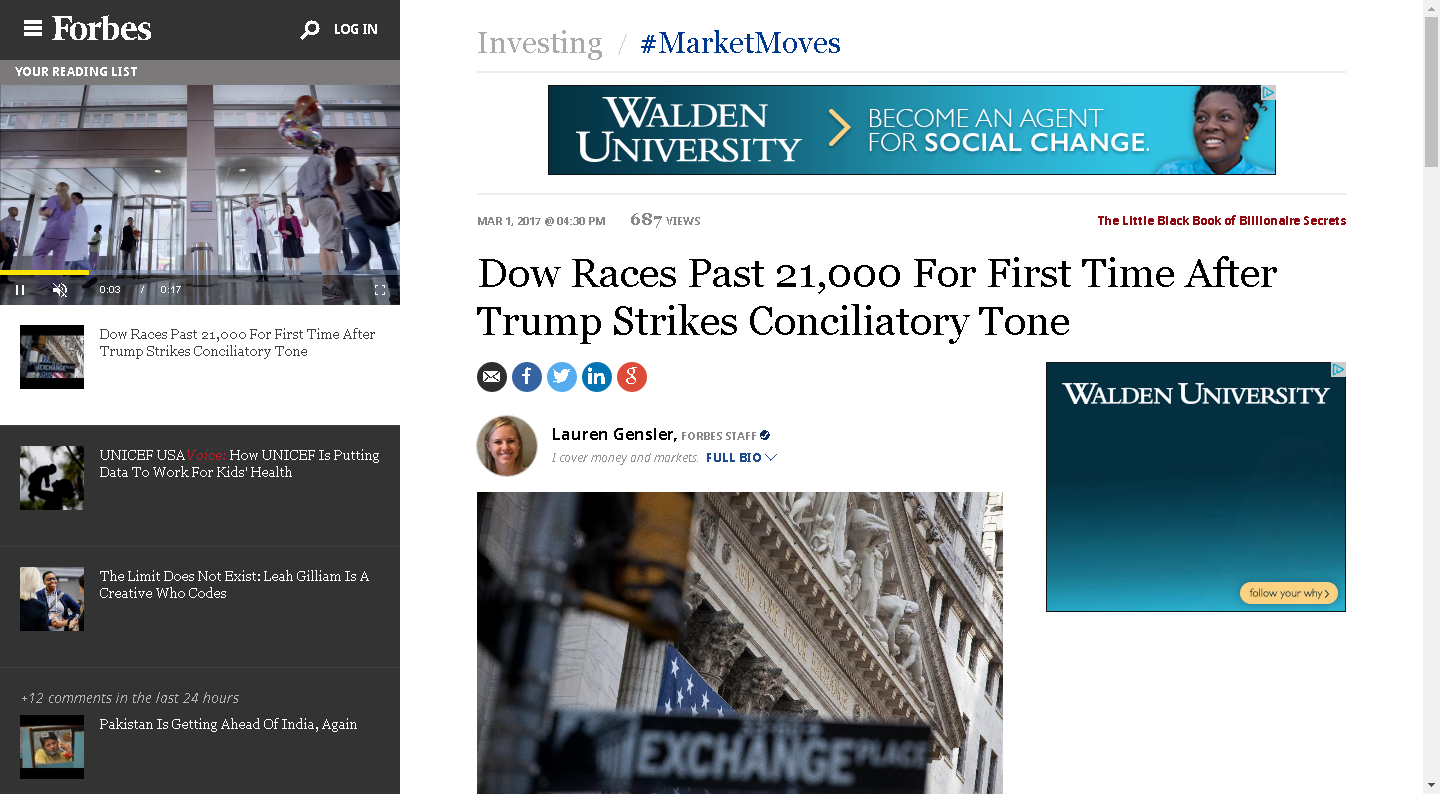 Forbes
LOG IN
YOUR READING LIST
0:03 / 0:17
Dow Races Past 21,000 For First Time After
Trump Strikes Conciliatory Tone
UNICEF USAVoice: How UNICEF Is Putting
Data To Work For Kids' Health
The Limit Does Not Exist: Leah Gilliam Is A
Creative Who Codes
+12 comments in the last 24 hours
Pakistan Is Getting Ahead Of India, Again
Investing / #MarketMoves
WALDEN
UNIVERSITY
BECOME AN AGENT
FOR SOCIAL CHANGE.
MAR 1, 2017 @ 04:30 PM 687 VIEWS
The Little Black Book of Billionaire Secrets
Dow Races Past 21,000 For First Time After
Trump Strikes Conciliatory Tone
Lauren Gensler, FORBES STAFF
I cover money and markets. FULL BIO
EXCHANGE PLACE
WALDEN UNIVERSITY
follow your why